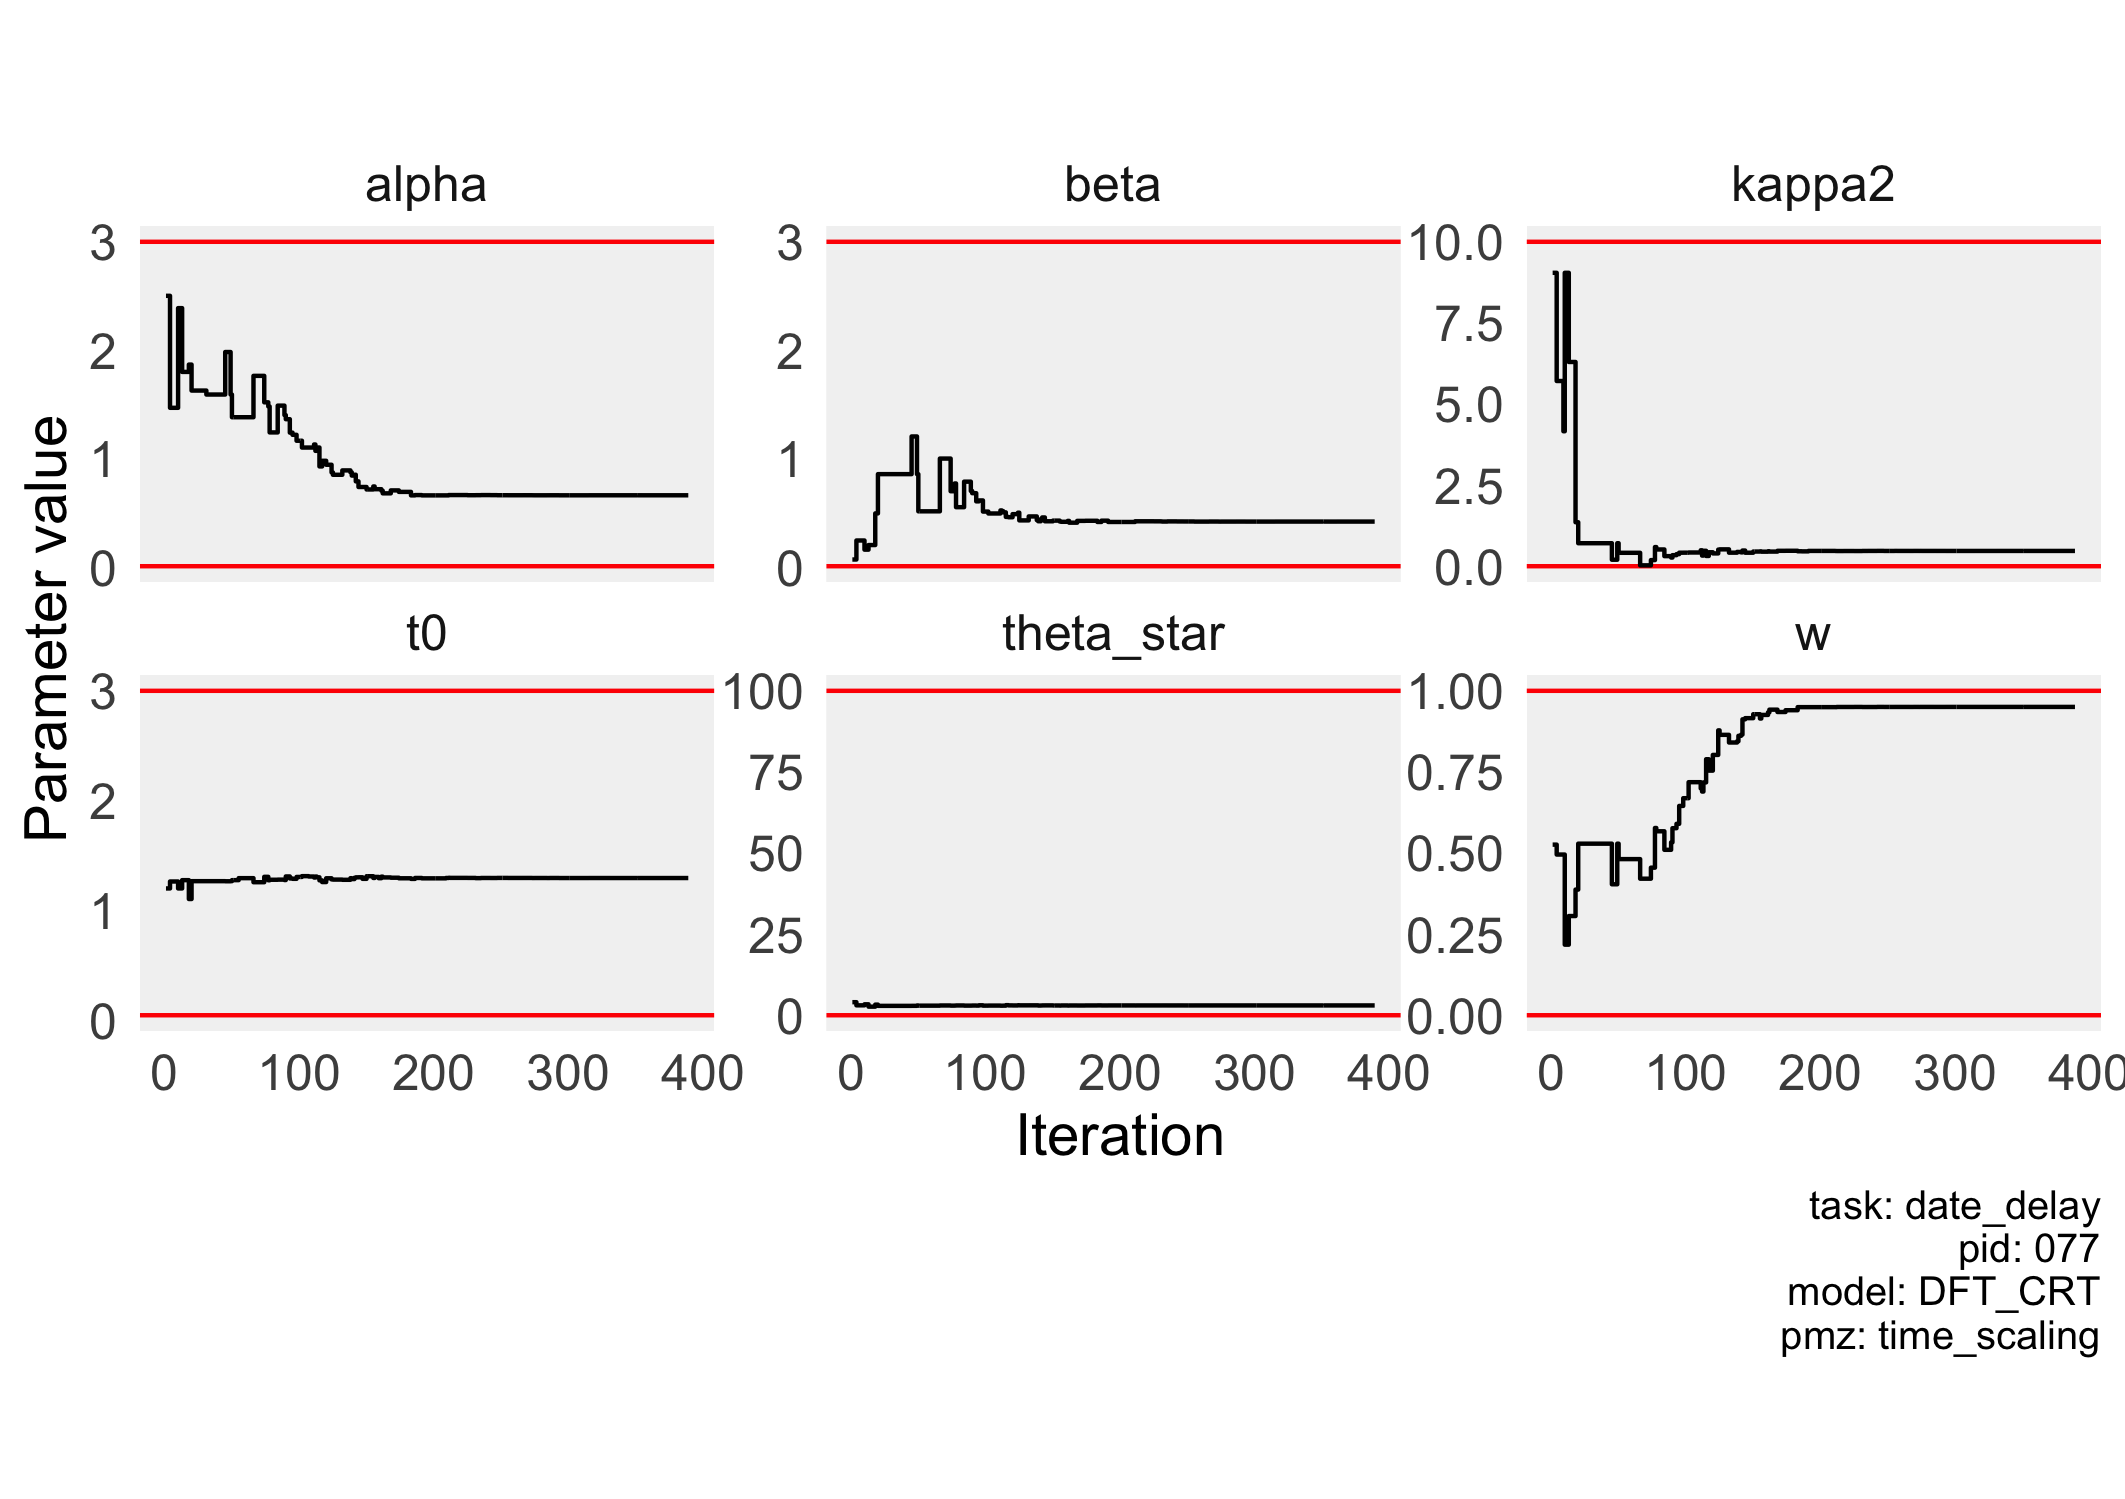 alpha
beta
kappa2
3
2
1
0
3
2
1
0
10.0
7.5
5.0
2.5
0.0
t0
theta_star
w
3
2
1
0
100
75
50
25
0
1.00
0.75
0.50
0.25
0.00
0 100 200 300 400
0 100 200 300 400
0 100 200 300 400
Parameter value
Iteration
task: date_delay
pid: 077
model: DFT_CRT
pmz: time_scaling